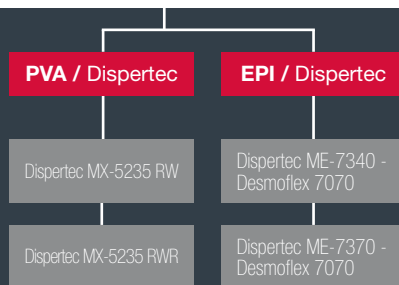 PVA / Dispertec
EPI / Dispertec
Dispertec MX-5235 RW
Dispertec ME-7340 -
Desmoflex 7070
Dispertec MX-5235 RWR
Dispertec ME-7370 -
Desmoflex 7070